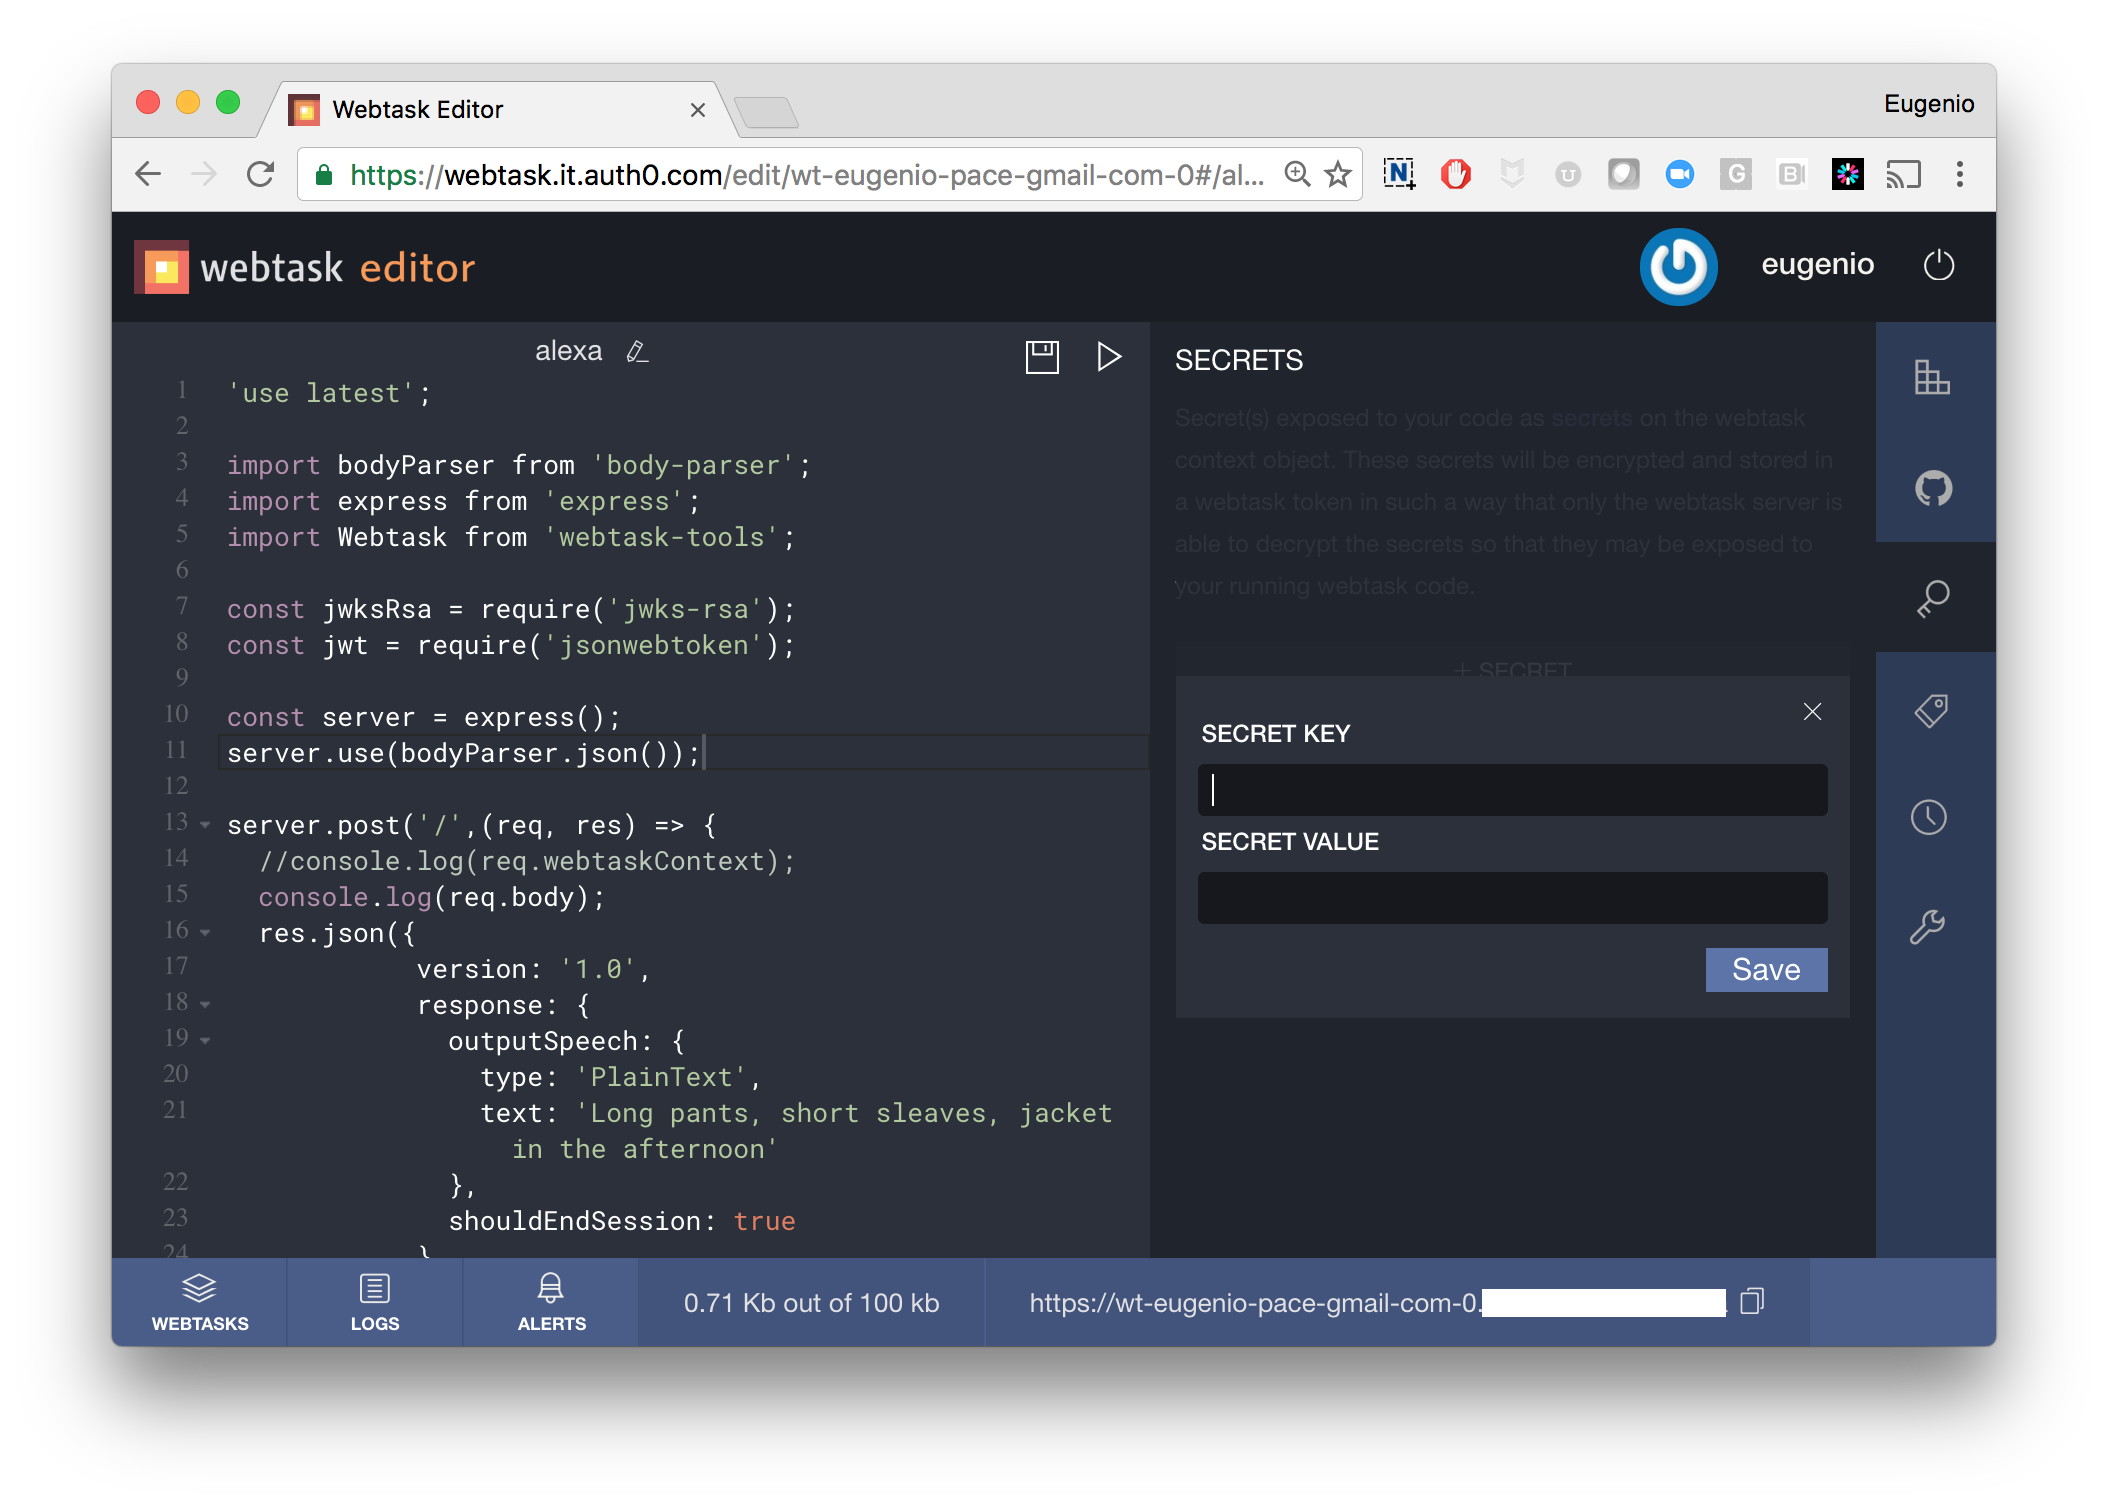 Webtask Editor
Eugenio
https://webtask.it.auth0.com/edit/wt-eugenio-pace-gmail-com-0#/al...
webtask editor
eugenio
alexa
1 'use latest';
2
3 import bodyParser from 'body-parser';
4 import express from 'express';
5 import Webtask from 'webtask-tools';
6
7 const jwksRsa = require('jwks-rsa');
8 const jwt = require('jsonwebtoken');
9
10 const server = express();
11 server.use(bodyParser.json());
12
13 server.post('/',(req, res) => {
14 //console.log(req.webtaskContext);
15 console.log(req.body);
16 res.json({
17 version: '1.0',
18 response: {
19 outputSpeech: {
20 type: 'PlainText',
21 text: 'Long pants, short sleaves, jacket
in the afternoon'
22 },
23 shouldEndSession: true
24 }
SECRETS
Secret(s) exposed to your code as secrets on the webtask
context object. These secrets will be encrypted and stored in
a webtask token in such a way that only the webtask server is
able to decrypt the secrets so that they may be exposed to
your running webtask code.
+ SECRET
SECRET KEY
SECRET VALUE
Save
WEBTASKS
LOGS
ALERTS
0.71 Kb out of 100 kb
https://wt-eugenio-pace-gmail-com-0.